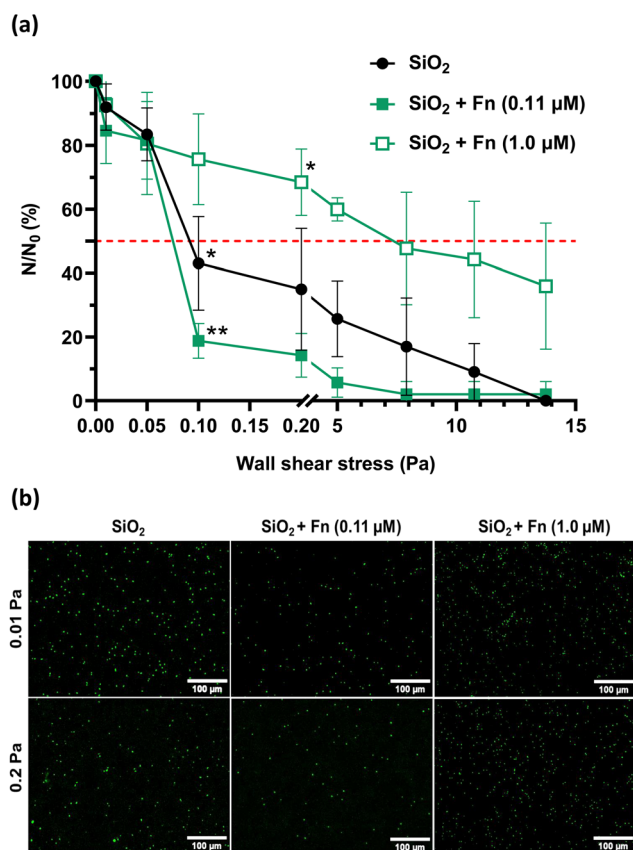 (a)
SiO₂
SiO₂ + Fn (0.11 µM)
SiO₂ + Fn (1.0 µM)
N/N₀ (%)
100
80
60
40
20
0
*
*
**
0.00 0.05 0.10 0.15 0.20 5 10 15
Wall shear stress (Pa)
(b)
SiO₂ SiO₂ + Fn (0.11 µM) SiO₂ + Fn (1.0 µM)
0.01 Pa
100 µm 100 µm 100 µm
0.2 Pa
100 µm 100 µm 100 µm